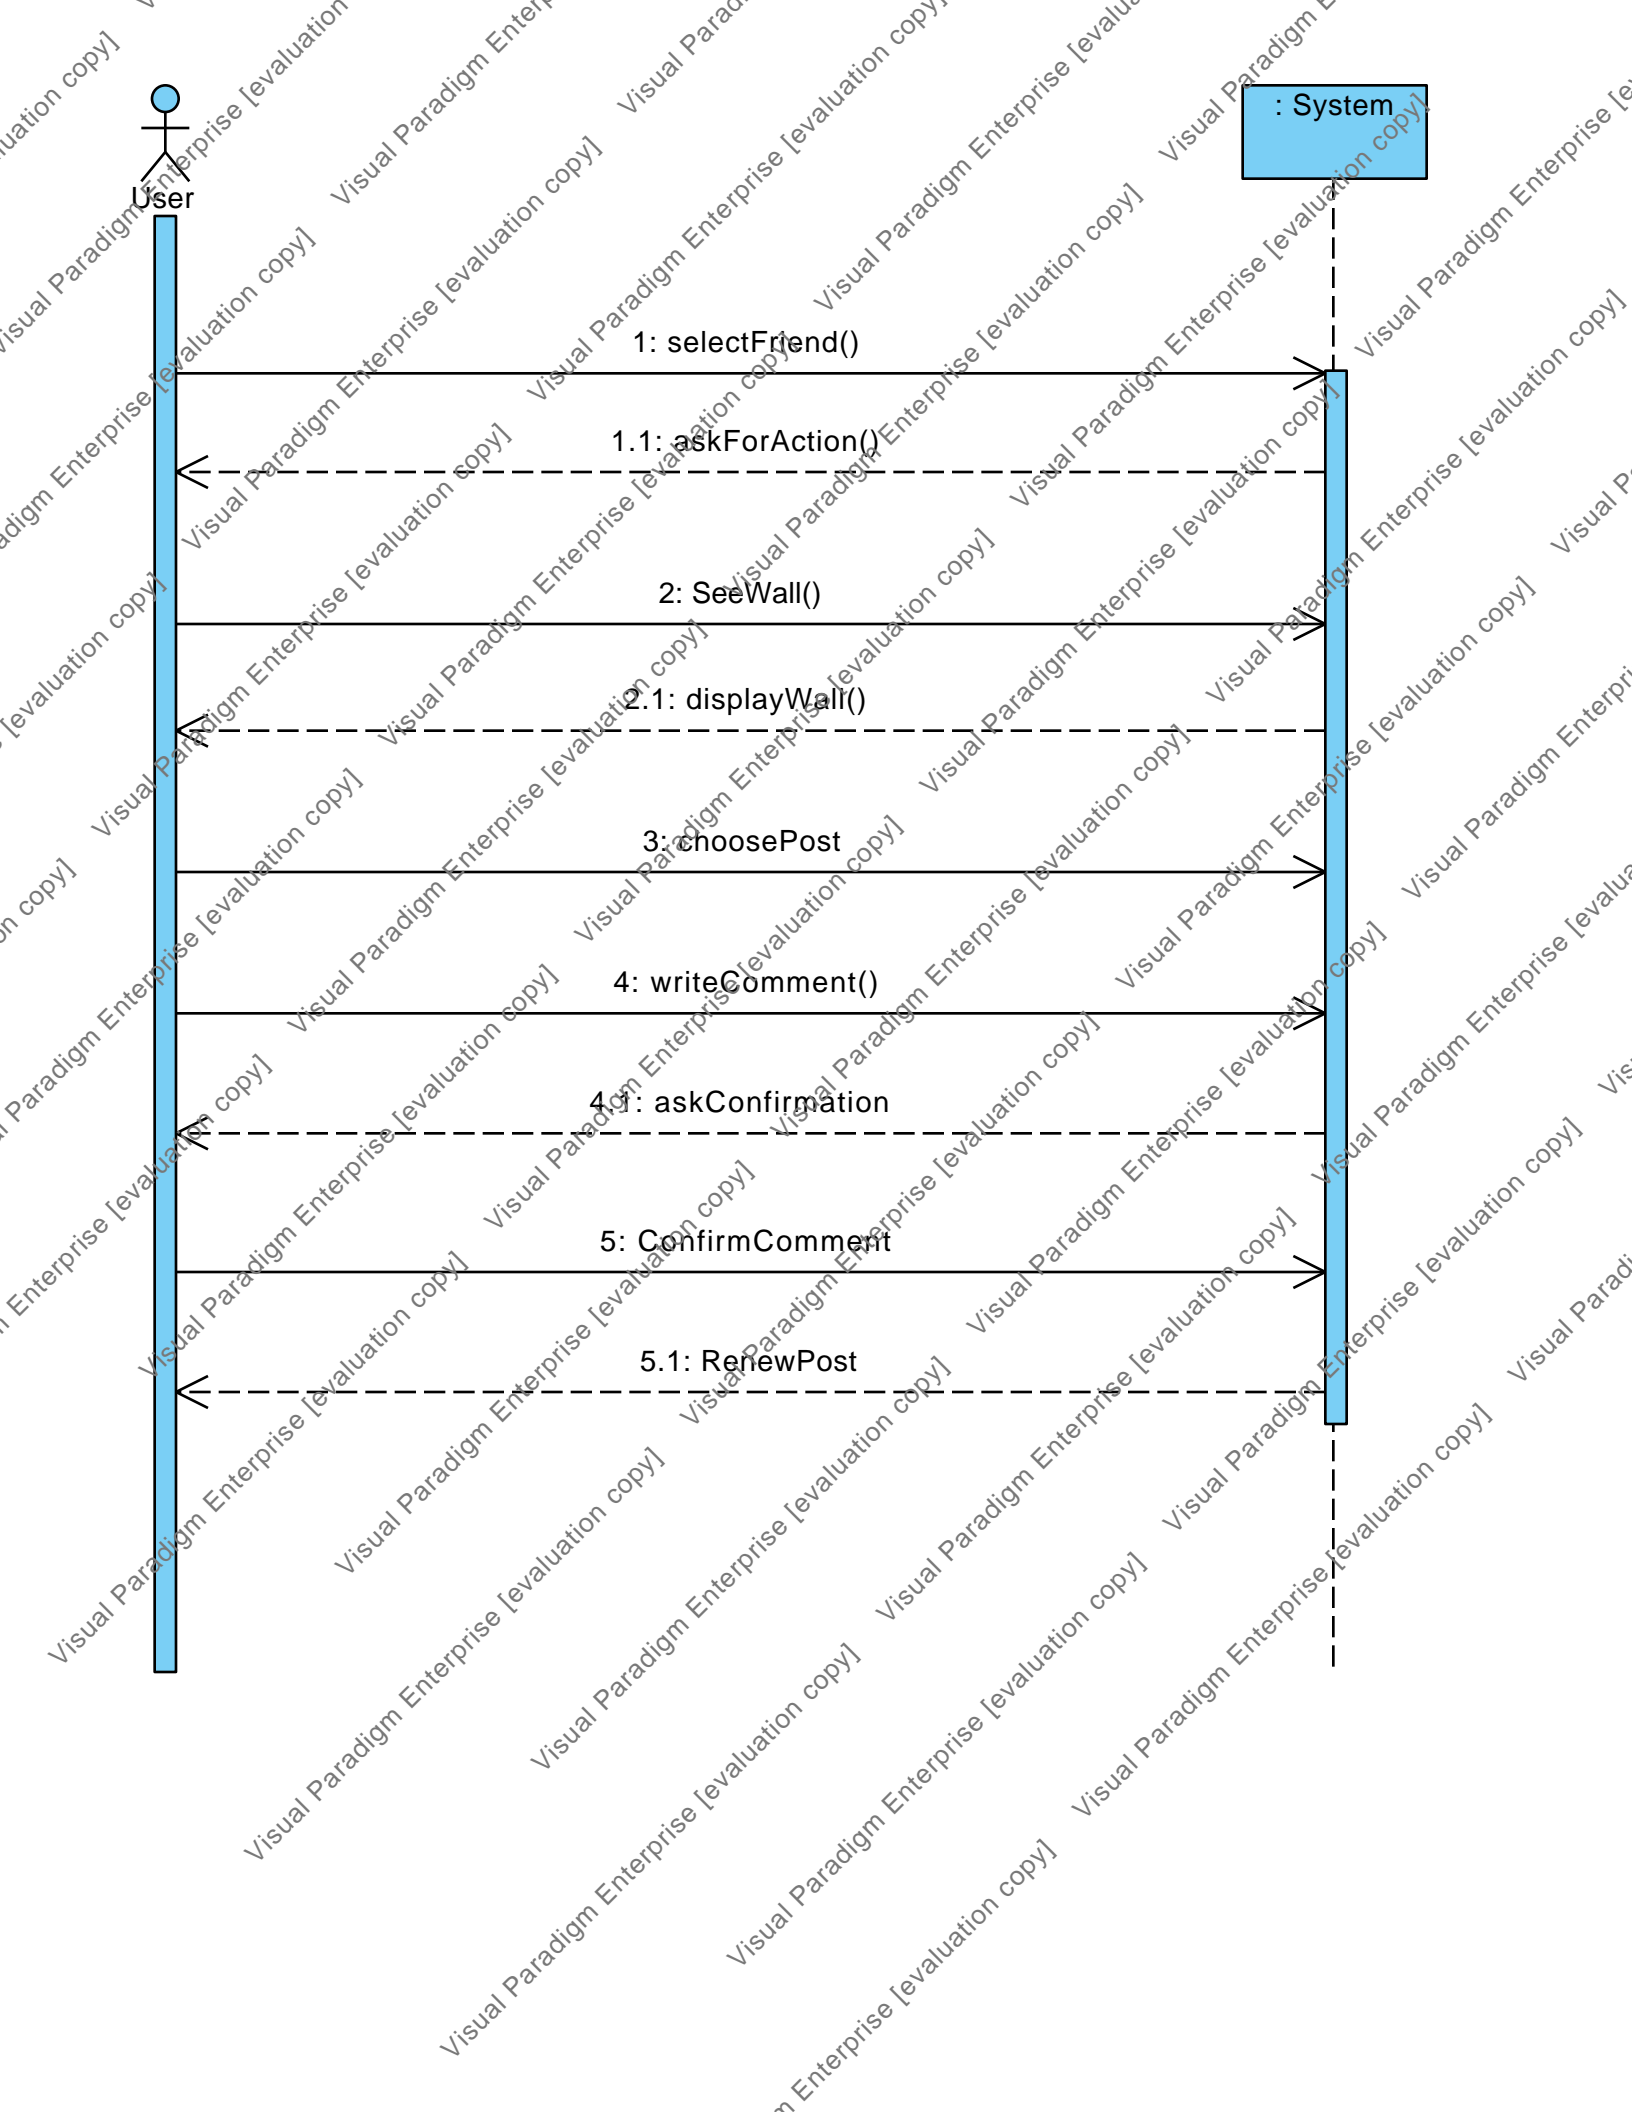 User
: System
1: selectFriend()
1.1: askForAction()
2: SeeWall()
2.1: displayWall()
3: choosePost
4: writeComment()
4.1: askConfirmation
5: ConfirmComment
5.1: RenewPost
Visual Paradigm Enterprise [evaluation copy]